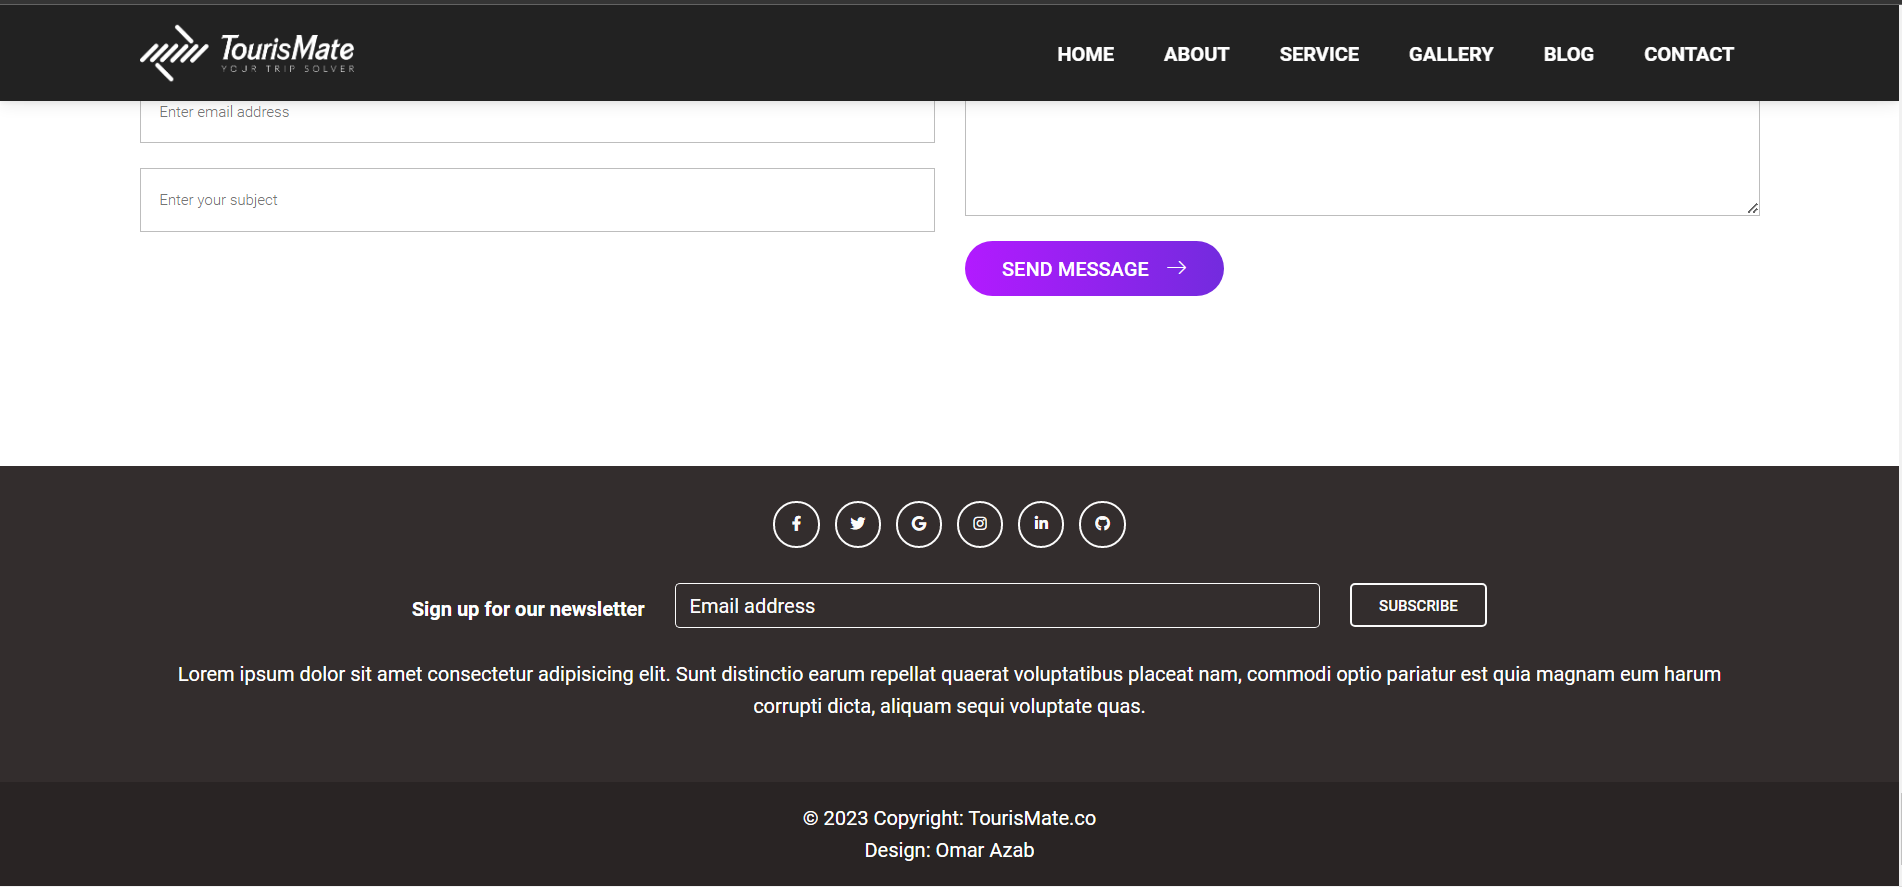 TourisMate
YOUR TRIP SOLVER
HOME ABOUT SERVICE GALLERY BLOG CONTACT
Enter email address
Enter your subject
SEND MESSAGE
Sign up for our newsletter Email address SUBSCRIBE
Lorem ipsum dolor sit amet consectetur adipisicing elit. Sunt distinctio earum repellat quaerat voluptatibus placeat nam, commodi optio pariatur est quia magnam eum harum
corrupti dicta, aliquam sequi voluptate quas.
© 2023 Copyright: TourisMate.co
Design: Omar Azab